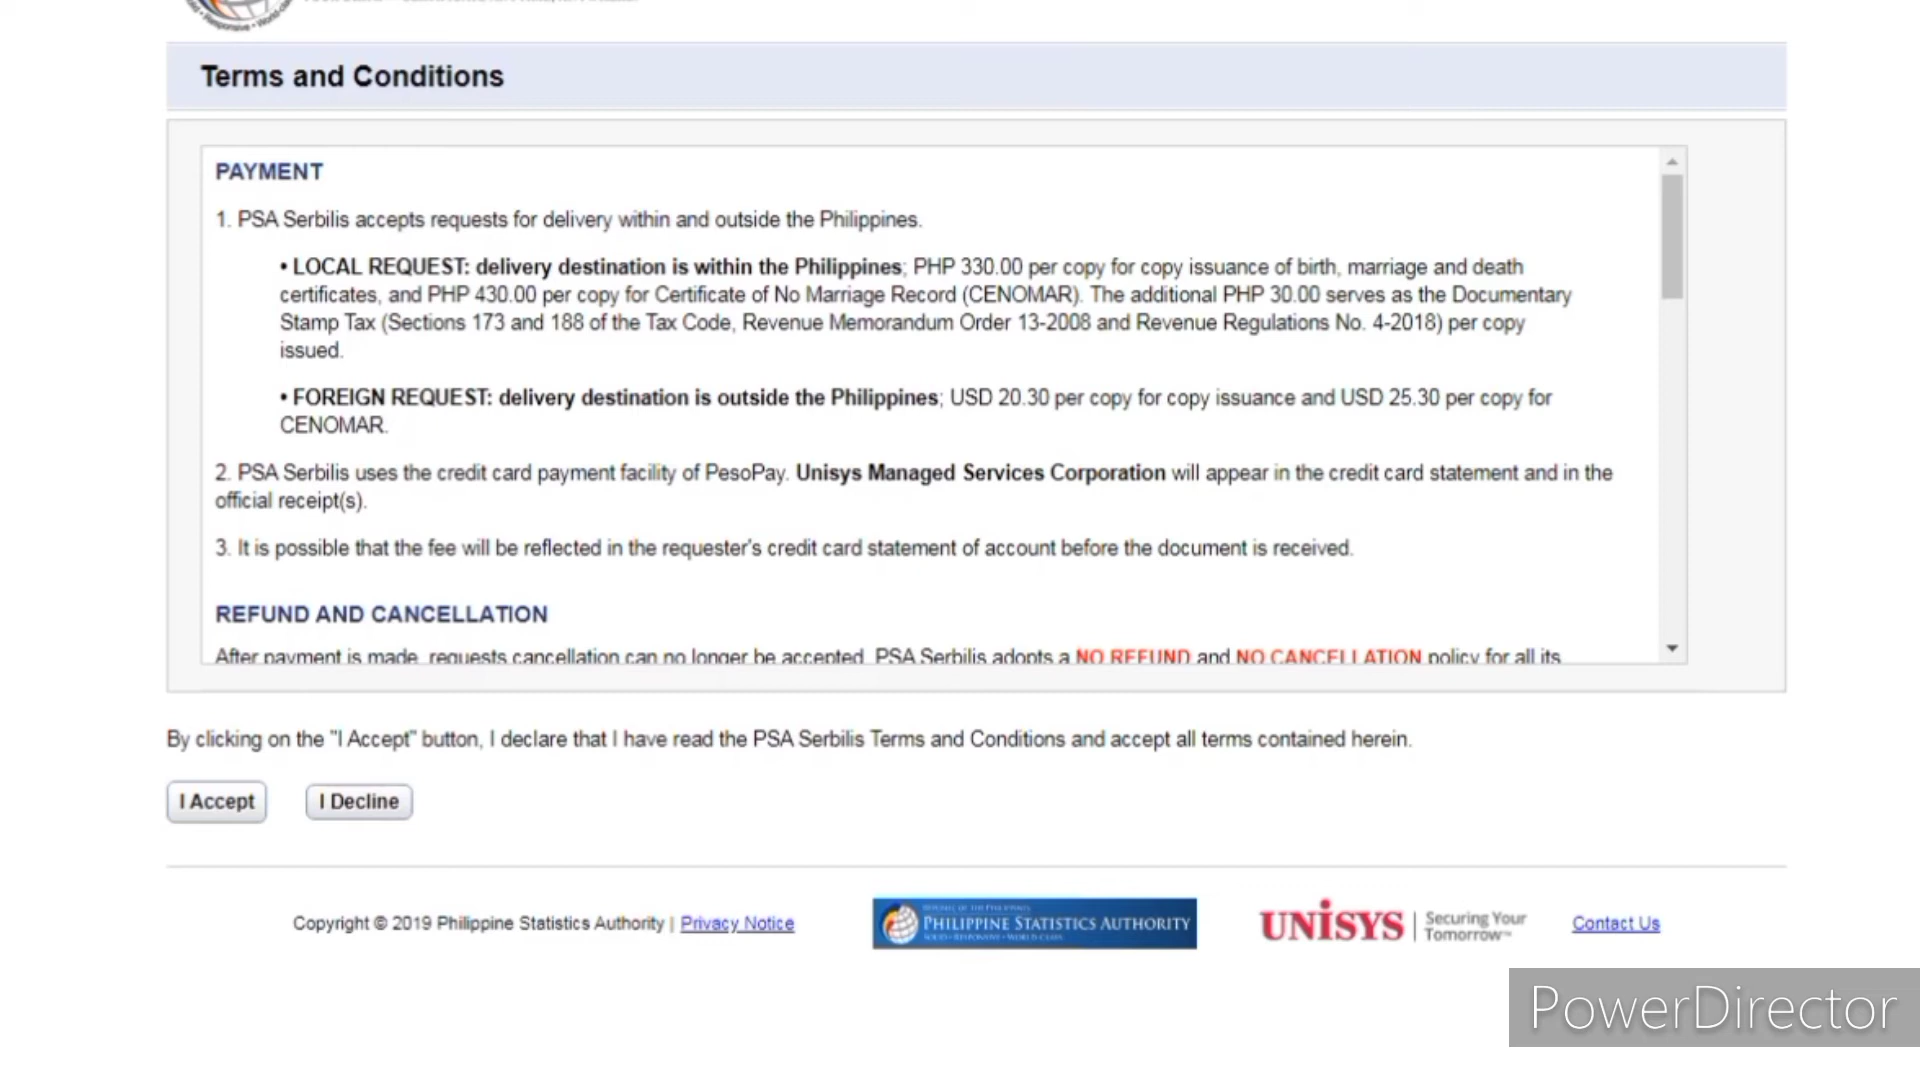 Terms and Conditions
PAYMENT
1. PSA Serbilis accepts requests for delivery within and outside the Philippines.
• LOCAL REQUEST: delivery destination is within the Philippines; PHP 330.00 per copy for copy issuance of birth, marriage and death
certificates, and PHP 430.00 per copy for Certificate of No Marriage Record (CENOMAR). The additional PHP 30.00 serves as the Documentary
Stamp Tax (Sections 173 and 188 of the Tax Code, Revenue Memorandum Order 13-2008 and Revenue Regulations No. 4-2018) per copy
issued.
• FOREIGN REQUEST: delivery destination is outside the Philippines; USD 20.30 per copy for copy issuance and USD 25.30 per copy for
CENOMAR.
2. PSA Serbilis uses the credit card payment facility of PesoPay. Unisys Managed Services Corporation will appear in the credit card statement and in the
official receipt(s).
3. It is possible that the fee will be reflected in the requester's credit card statement of account before the document is received.
REFUND AND CANCELLATION
After payment is made, requests cancellation can no longer be accepted. PSA Serbilis adopts a NO REFUND and NO CANCELLATION policy for all its
By clicking on the "I Accept" button, I declare that I have read the PSA Serbilis Terms and Conditions and accept all terms contained herein.
I Accept I Decline
Copyright © 2019 Philippine Statistics Authority | Privacy Notice
REPUBLIC OF THE PHILIPPINES
PHILIPPINE STATISTICS AUTHORITY
SOLID • RESPONSIVE • WORLD-CLASS
UNISYS | Securing Your
Tomorrow™
Contact Us
PowerDirector